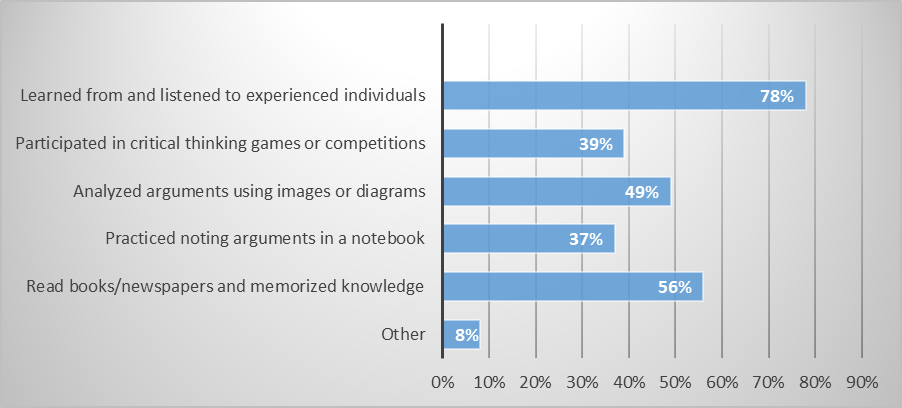 Learned from and listened to experienced individuals 78%
Participated in critical thinking games or competitions 39%
Analyzed arguments using images or diagrams 49%
Practiced noting arguments in a notebook 37%
Read books/newspapers and memorized knowledge 56%
Other 8%
0% 10% 20% 30% 40% 50% 60% 70% 80% 90%